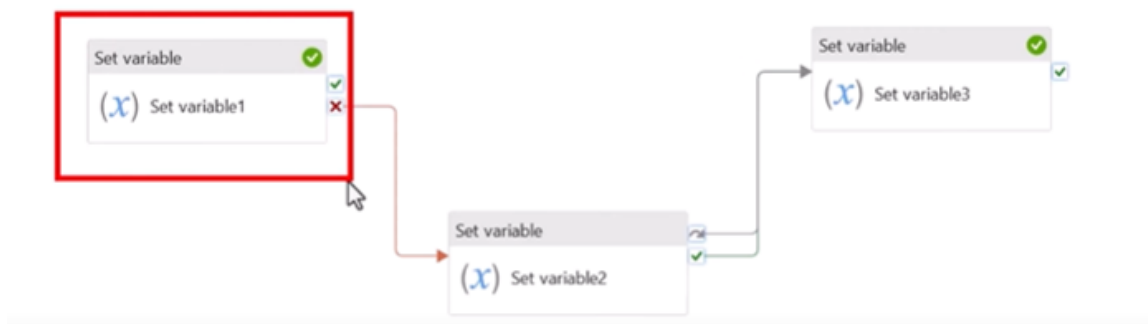 Set variable
(x) Set variable1
Set variable
(x) Set variable3
Set variable
(x) Set variable2